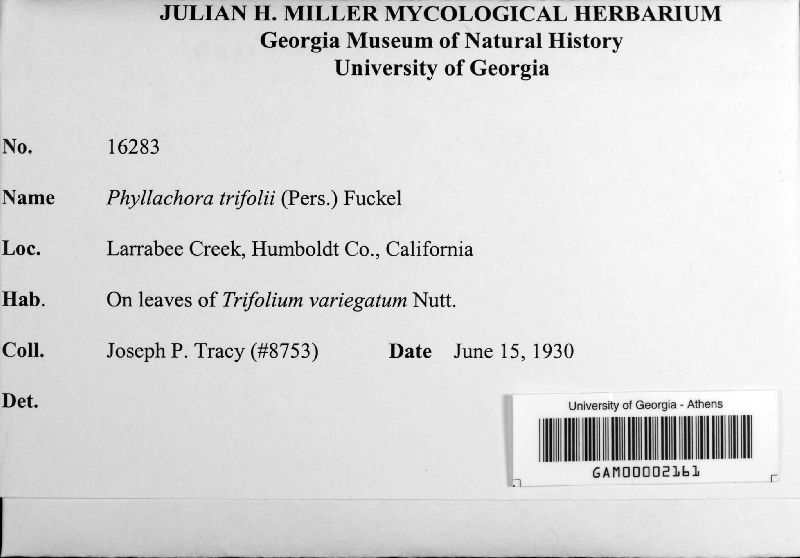 JULIAN H. MILLER MYCOLOGICAL HERBARIUM
Georgia Museum of Natural History
University of Georgia
No. 16283
Name Phyllachora trifolii (Pers.) Fuckel
Loc. Larrabee Creek, Humboldt Co., California
Hab. On leaves of Trifolium variegatum Nutt.
Coll. Joseph P. Tracy (#8753) Date June 15, 1930
Det.
University of Georgia - Athens
GAM00002161